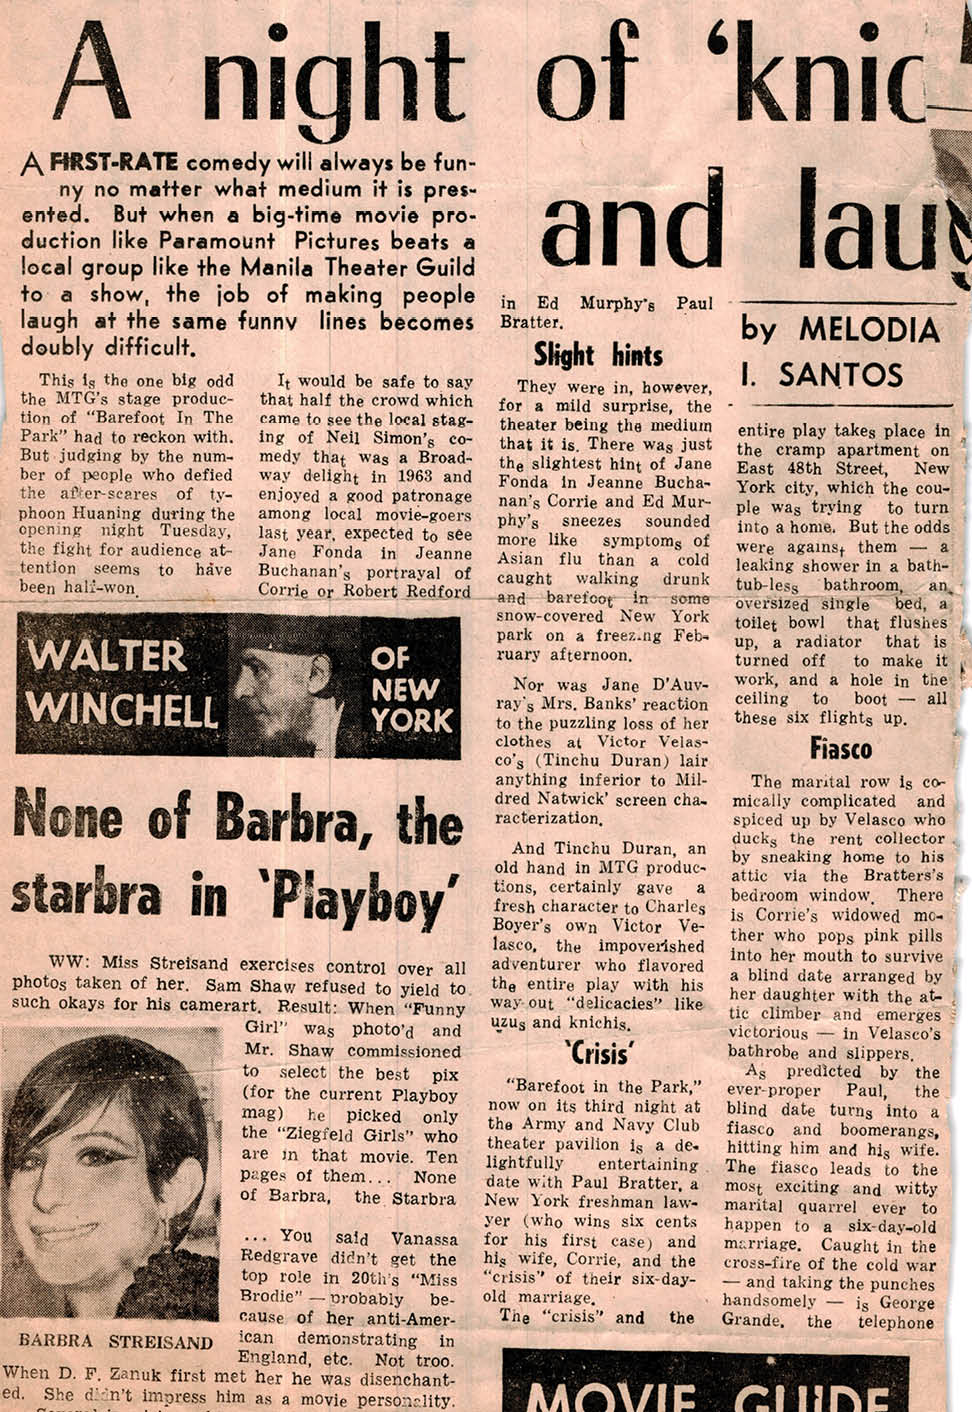 A night of 'knic
and laug
A FIRST-RATE comedy will always be fun-
ny no matter what medium it is pres-
ented. But when a big-time movie pro-
duction like Paramount Pictures beats a
local group like the Manila Theater Guild
to a show, the job of making people
laugh at the same funny lines becomes
doubly difficult.
This is the one big odd
the MTG's stage produc-
tion of "Barefoot In The
Park" had to reckon with.
But judging by the num-
ber of people who defied
the after-scares of ty-
phoon Huaning during the
opening night Tuesday,
the fight for audience at-
tention seems to have
been half-won.
It would be safe to say
that half the crowd which
came to see the local stag-
ing of Neil Simon's co-
medy that was a Broad-
way delight in 1963 and
enjoyed a good patronage
among local movie-goers
last year, expected to see
Jane Fonda in Jeanne
Buchanan's portrayal of
Corrie or Robert Redford
in Ed Murphy's Paul
Bratter.
Slight hints
They were in, however,
for a mild surprise, the
theater being the medium
that it is. There was just
the slightest hint of Jane
Fonda in Jeanne Bucha-
nan's Corrie and Ed Mur-
phy's sneezes sounded
more like symptoms of
Asian flu than a cold
caught walking drunk
and barefoot in some
snow-covered New York
park on a freezing Feb-
ruary afternoon.
Nor was Jane D'Auv-
ray's Mrs. Banks' reaction
to the puzzling loss of her
clothes at Victor Velas-
co's (Tinchu Duran) lair
anything inferior to Mil-
dred Natwick' screen cha-
racterization.
And Tinchu Duran, an
old hand in MTG produc-
tions, certainly gave a
fresh character to Charles
Boyer's own Victor Ve-
lasco, the impoverished
adventurer who flavored
the entire play with his
way-out "delicacies" like
uzus and knichis.
'Crisis'
"Barefoot in the Park,"
now on its third night at
the Army and Navy Club
theater pavilion is a de-
lightfully entertaining
date with Paul Bratter, a
New York freshman law-
yer (who wins six cents
for his first case) and
his wife, Corrie, and the
"crisis" of their six-day-
old marriage.
The "crisis" and the
by MELODIA
I. SANTOS
entire play takes place in
the cramp apartment on
East 48th Street, New
York city, which the cou-
ple was trying to turn
into a home. But the odds
were against them — a
leaking shower in a bath-
tub-less bathroom, an
oversized single bed, a
toilet bowl that flushes
up, a radiator that is
turned off to make it
work, and a hole in the
ceiling to boot — all
these six flights up.
Fiasco
The marital row is co-
mically complicated and
spiced up by Velasco who
ducks the rent collector
by sneaking home to his
attic via the Bratters's
bedroom window. There
is Corrie's widowed mo-
ther who pops pink pills
into her mouth to survive
a blind date arranged by
her daughter with the at-
tic climber and emerges
victorious — in Velasco's
bathrobe and slippers.
As predicted by the
ever-proper Paul, the
blind date turns into a
fiasco and boomerangs,
hitting him and his wife.
The fiasco leads to the
most exciting and witty
marital quarrel ever to
happen to a six-day-old
marriage. Caught in the
cross-fire of the cold war
— and taking the punches
handsomely — is George
Grande, the telephone
WALTER
WINCHELL
OF
NEW
YORK
None of Barbra, the
starbra in 'Playboy'
WW: Miss Streisand exercises control over all
photos taken of her. Sam Shaw refused to yield to
such okays for his camerart. Result: When "Funny
Girl" was photo'd and
Mr. Shaw commissioned
to select the best pix
(for the current Playboy
mag) he picked only
the "Ziegfeld Girls" who
are in that movie. Ten
pages of them... None
of Barbra, the Starbra
... You said Vanassa
Redgrave didn't get the
top role in 20th's "Miss
Brodie" — probably be-
cause of her anti-Amer-
ican demonstrating in
England, etc. Not troo.
BARBRA STREISAND
When D. F. Zanuk first met her he was disenchant-
ed. She didn't impress him as a movie personality.
MOVIE GUIDE